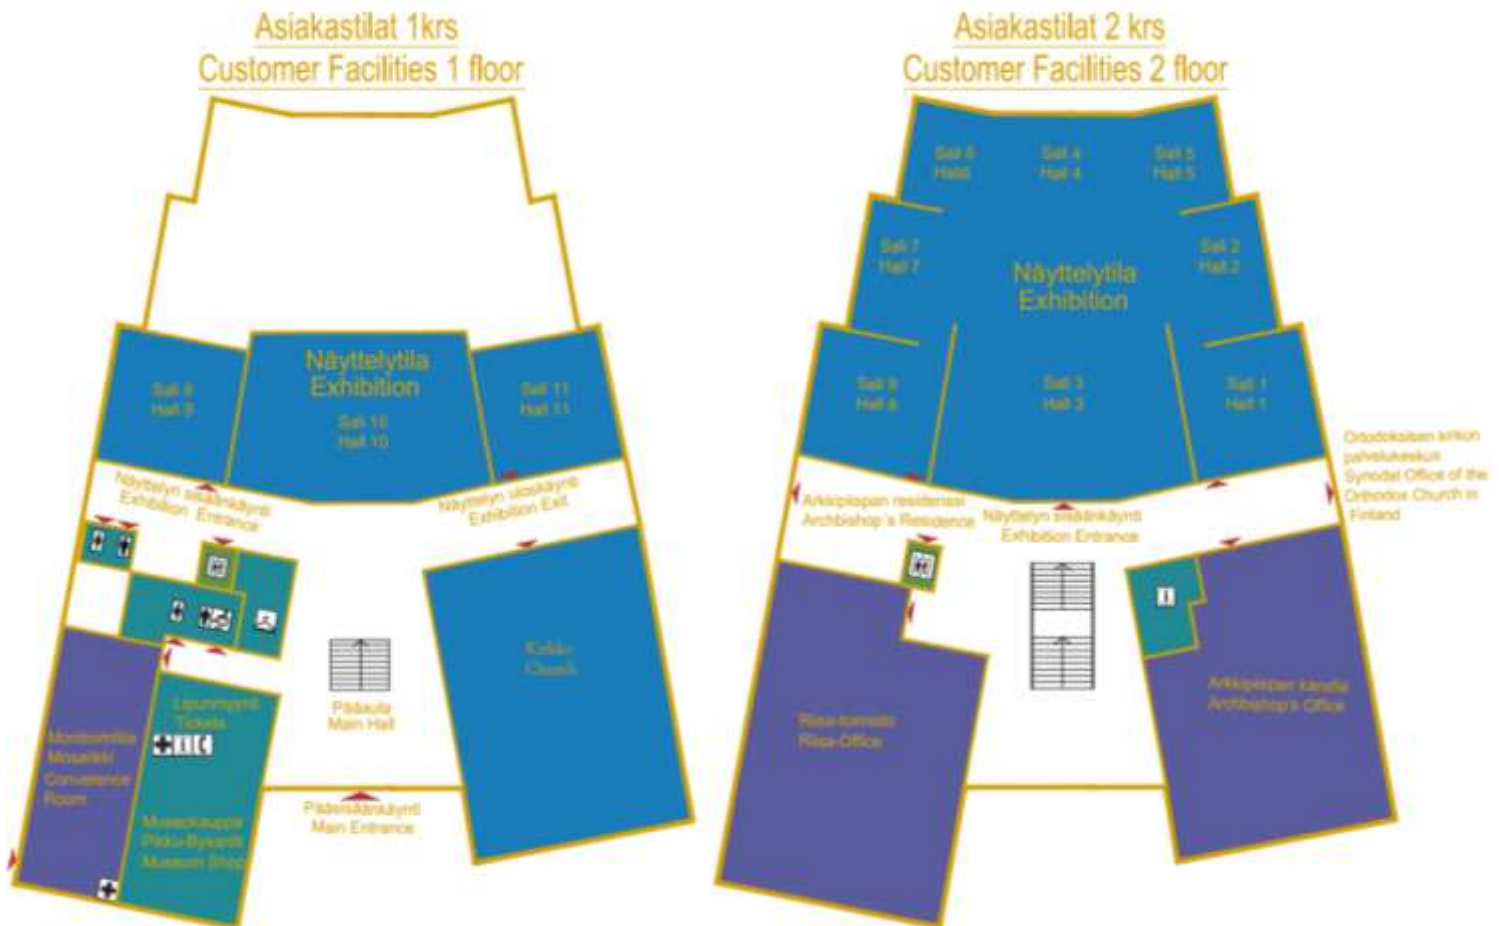 Asiakastilat 1krs
Customer Facilities 1 floor
Näyttelytila
Exhibition
Sali 9
Hall 9
Sali 10
Hall 10
Sali 11
Hall 11
Näyttelyn sisäänkäynti
Exhibition Entrance
Näyttelyn uloskäynti
Exhibition Exit
Kirkko
Church
Pääaula
Main Hall
Lipunmyynti
Tickets
i
Mosaiikki
Room
Museokauppa
Pikku-Bysantti
Museum Shop
Pääsisäänkäynti
Main Entrance
Asiakastilat 2 krs
Customer Facilities 2 floor
Sali 6
Hall6
Sali 4
Hall 4
Sali 5
Hall 5
Sali 7
Hall 7
Sali 2
Hall 2
Näyttelytila
Exhibition
Sali 8
Hall 8
Sali 3
Hall 3
Sali 1
Hall 1
Arkkipiispan residenssi
Archbishop´s Residence
Näyttelyn sisäänkäynti
Exhibition Entrance
Ortodoksisen kirkon
palvelukeskus
Synodal Office of the
Orthodox Church in
Finland
i
Riisa-toimisto
Riisa-Office
Arkkipiispan kanslia
Archbishop's Office